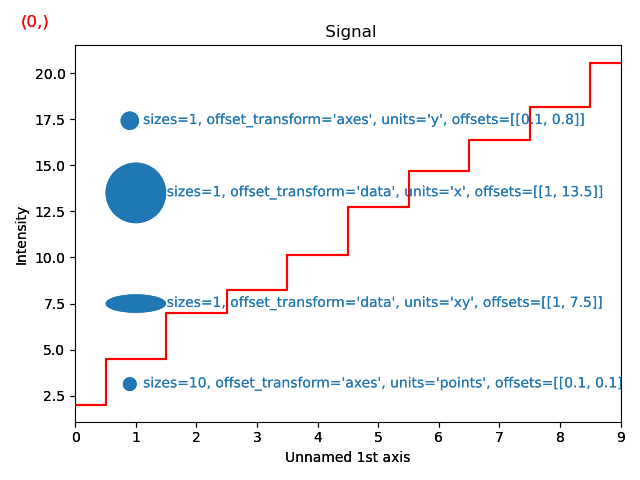 (0,)
Signal
20.0
17.5
15.0
12.5
10.0
7.5
5.0
2.5
Intensity
sizes=1, offset_transform='axes', units='y', offsets=[[0.1, 0.8]]
sizes=1, offset_transform='data', units='x', offsets=[[1, 13.5]]
sizes=1, offset_transform='data', units='xy', offsets=[[1, 7.5]]
sizes=10, offset_transform='axes', units='points', offsets=[[0.1, 0.1]
0 1 2 3 4 5 6 7 8 9
Unnamed 1st axis